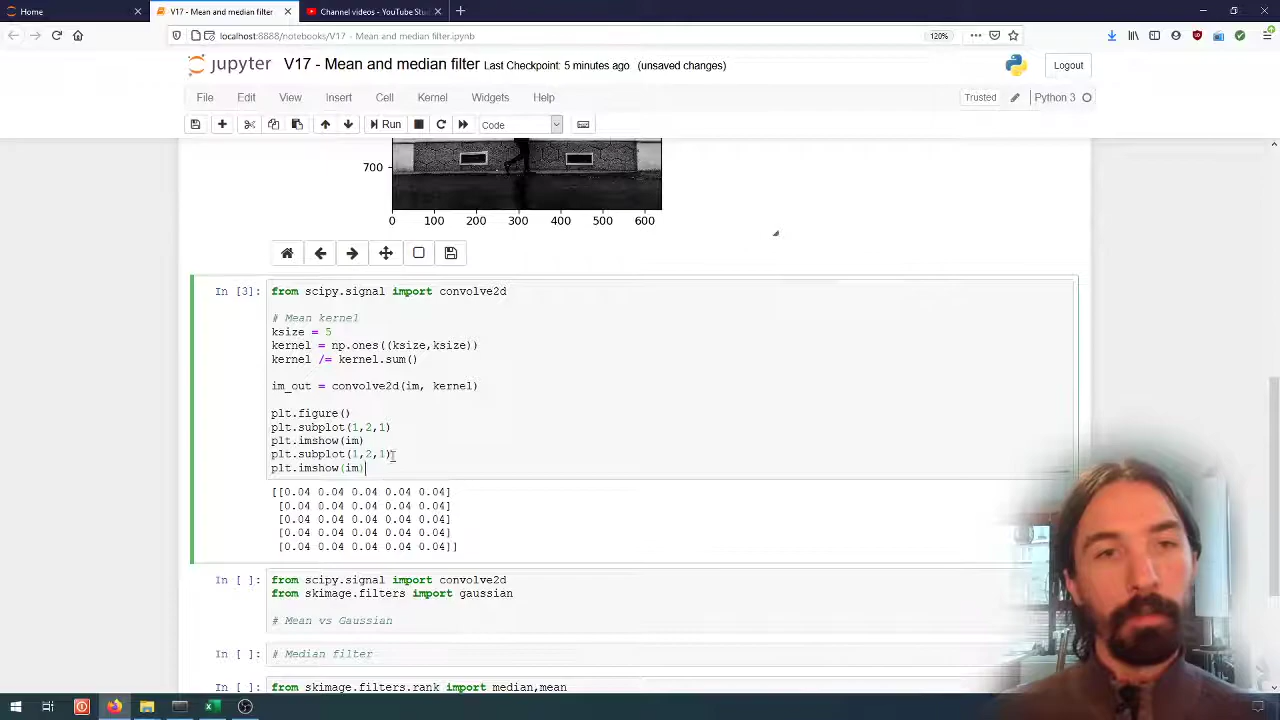 Home
V17 - Mean and median filter
Channel videos - YouTube Stu
localhost:8888/notebooks/V17 - Mean and median filter.ipynb
120%
jupyter V17 - Mean and median filter Last Checkpoint: 5 minutes ago (unsaved changes)
Logout
File Edit View Insert Cell Kernel Widgets Help
Trusted
Python 3
Run
Code
700
0 100 200 300 400 500 600
In [3]:
from scipy.signal import convolve2d
# Mean kernel
ksize = 5
kernel = np.ones((ksize,ksize))
kernel /= kernel.sum()
im_out = convolve2d(im, kernel)
plt.figure()
plt.subplot(1,2,1)
plt.imshow(im)
plt.subplot(1,2,1)
plt.imshow(im)
[[0.04 0.04 0.04 0.04 0.04]
[0.04 0.04 0.04 0.04 0.04]
[0.04 0.04 0.04 0.04 0.04]
[0.04 0.04 0.04 0.04 0.04]
[0.04 0.04 0.04 0.04 0.04]]
In [ ]:
from scipy.signal import convolve2d
from skimage.filters import gaussian
# Mean vs Gaussian
In [ ]:
# Median filter
In [ ]:
from skimage.filters.rank import median,mean